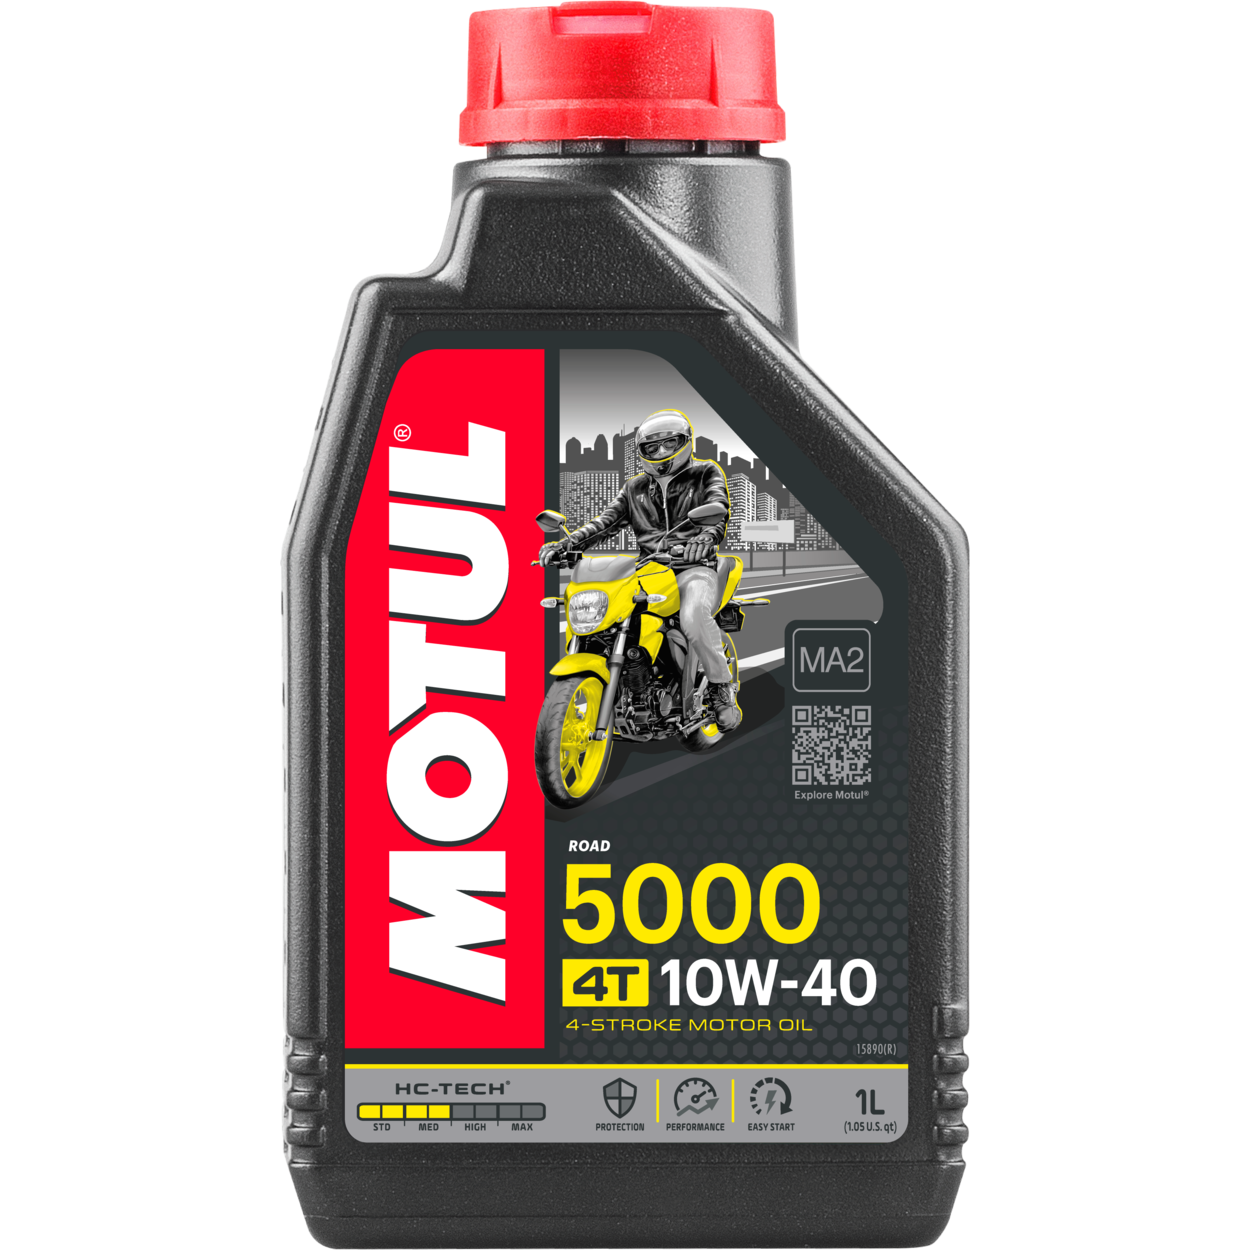 MOTUL®
MA2
Explore Motul®
ROAD
5000
4T 10W-40
4-STROKE MOTOR OIL
15890(R)
HC-TECH®
STD MED HIGH MAX
PROTECTION PERFORMANCE EASY START
1L
(1.05 U.S. qt)